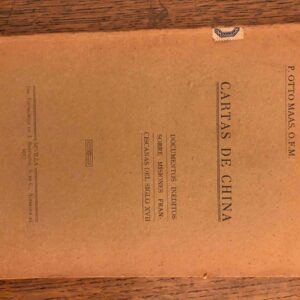 P. OTTO MAAS, O.F.M.
CARTAS DE CHINA
DOCUMENTOS INÉDITOS
SOBRE MISIONES FRAN-
CISCANAS DEL SIGLO XVII
SEVILLA